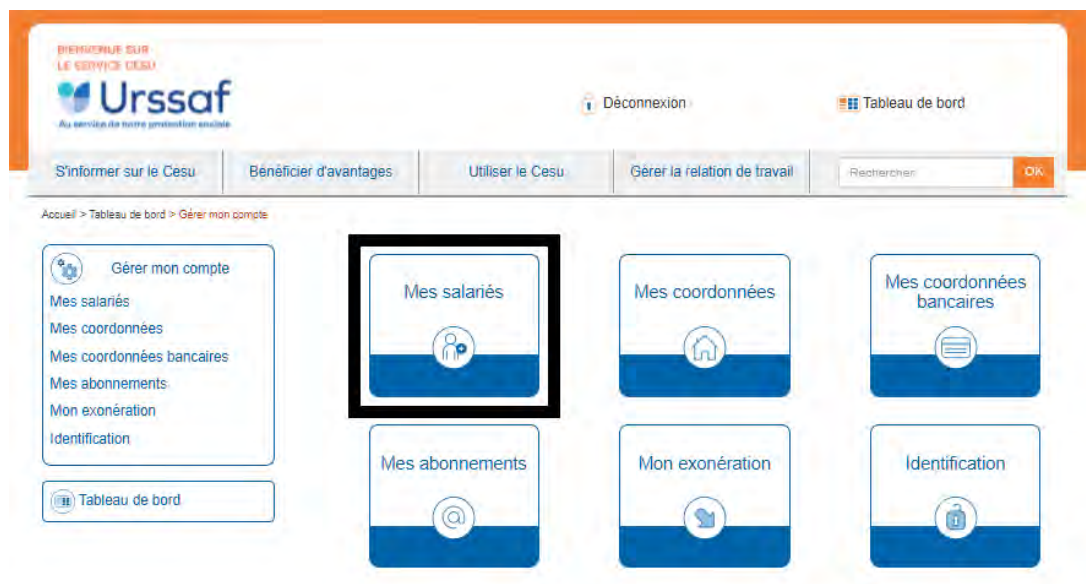 BIENVENUE SUR
LE SERVICE CESU
Urssaf
Au service de notre protection sociale
Déconnexion
Tableau de bord
S'informer sur le Cesu
Bénéficier d'avantages
Utiliser le Cesu
Gérer la relation de travail
Rechercher
OK
Accueil > Tableau de bord > Gérer mon compte
Gérer mon compte
Mes salariés
Mes coordonnées
Mes coordonnées bancaires
Mes abonnements
Mon exonération
Identification
Tableau de bord
Mes salariés
Mes coordonnées
Mes coordonnées
bancaires
Mes abonnements
Mon exonération
Identification